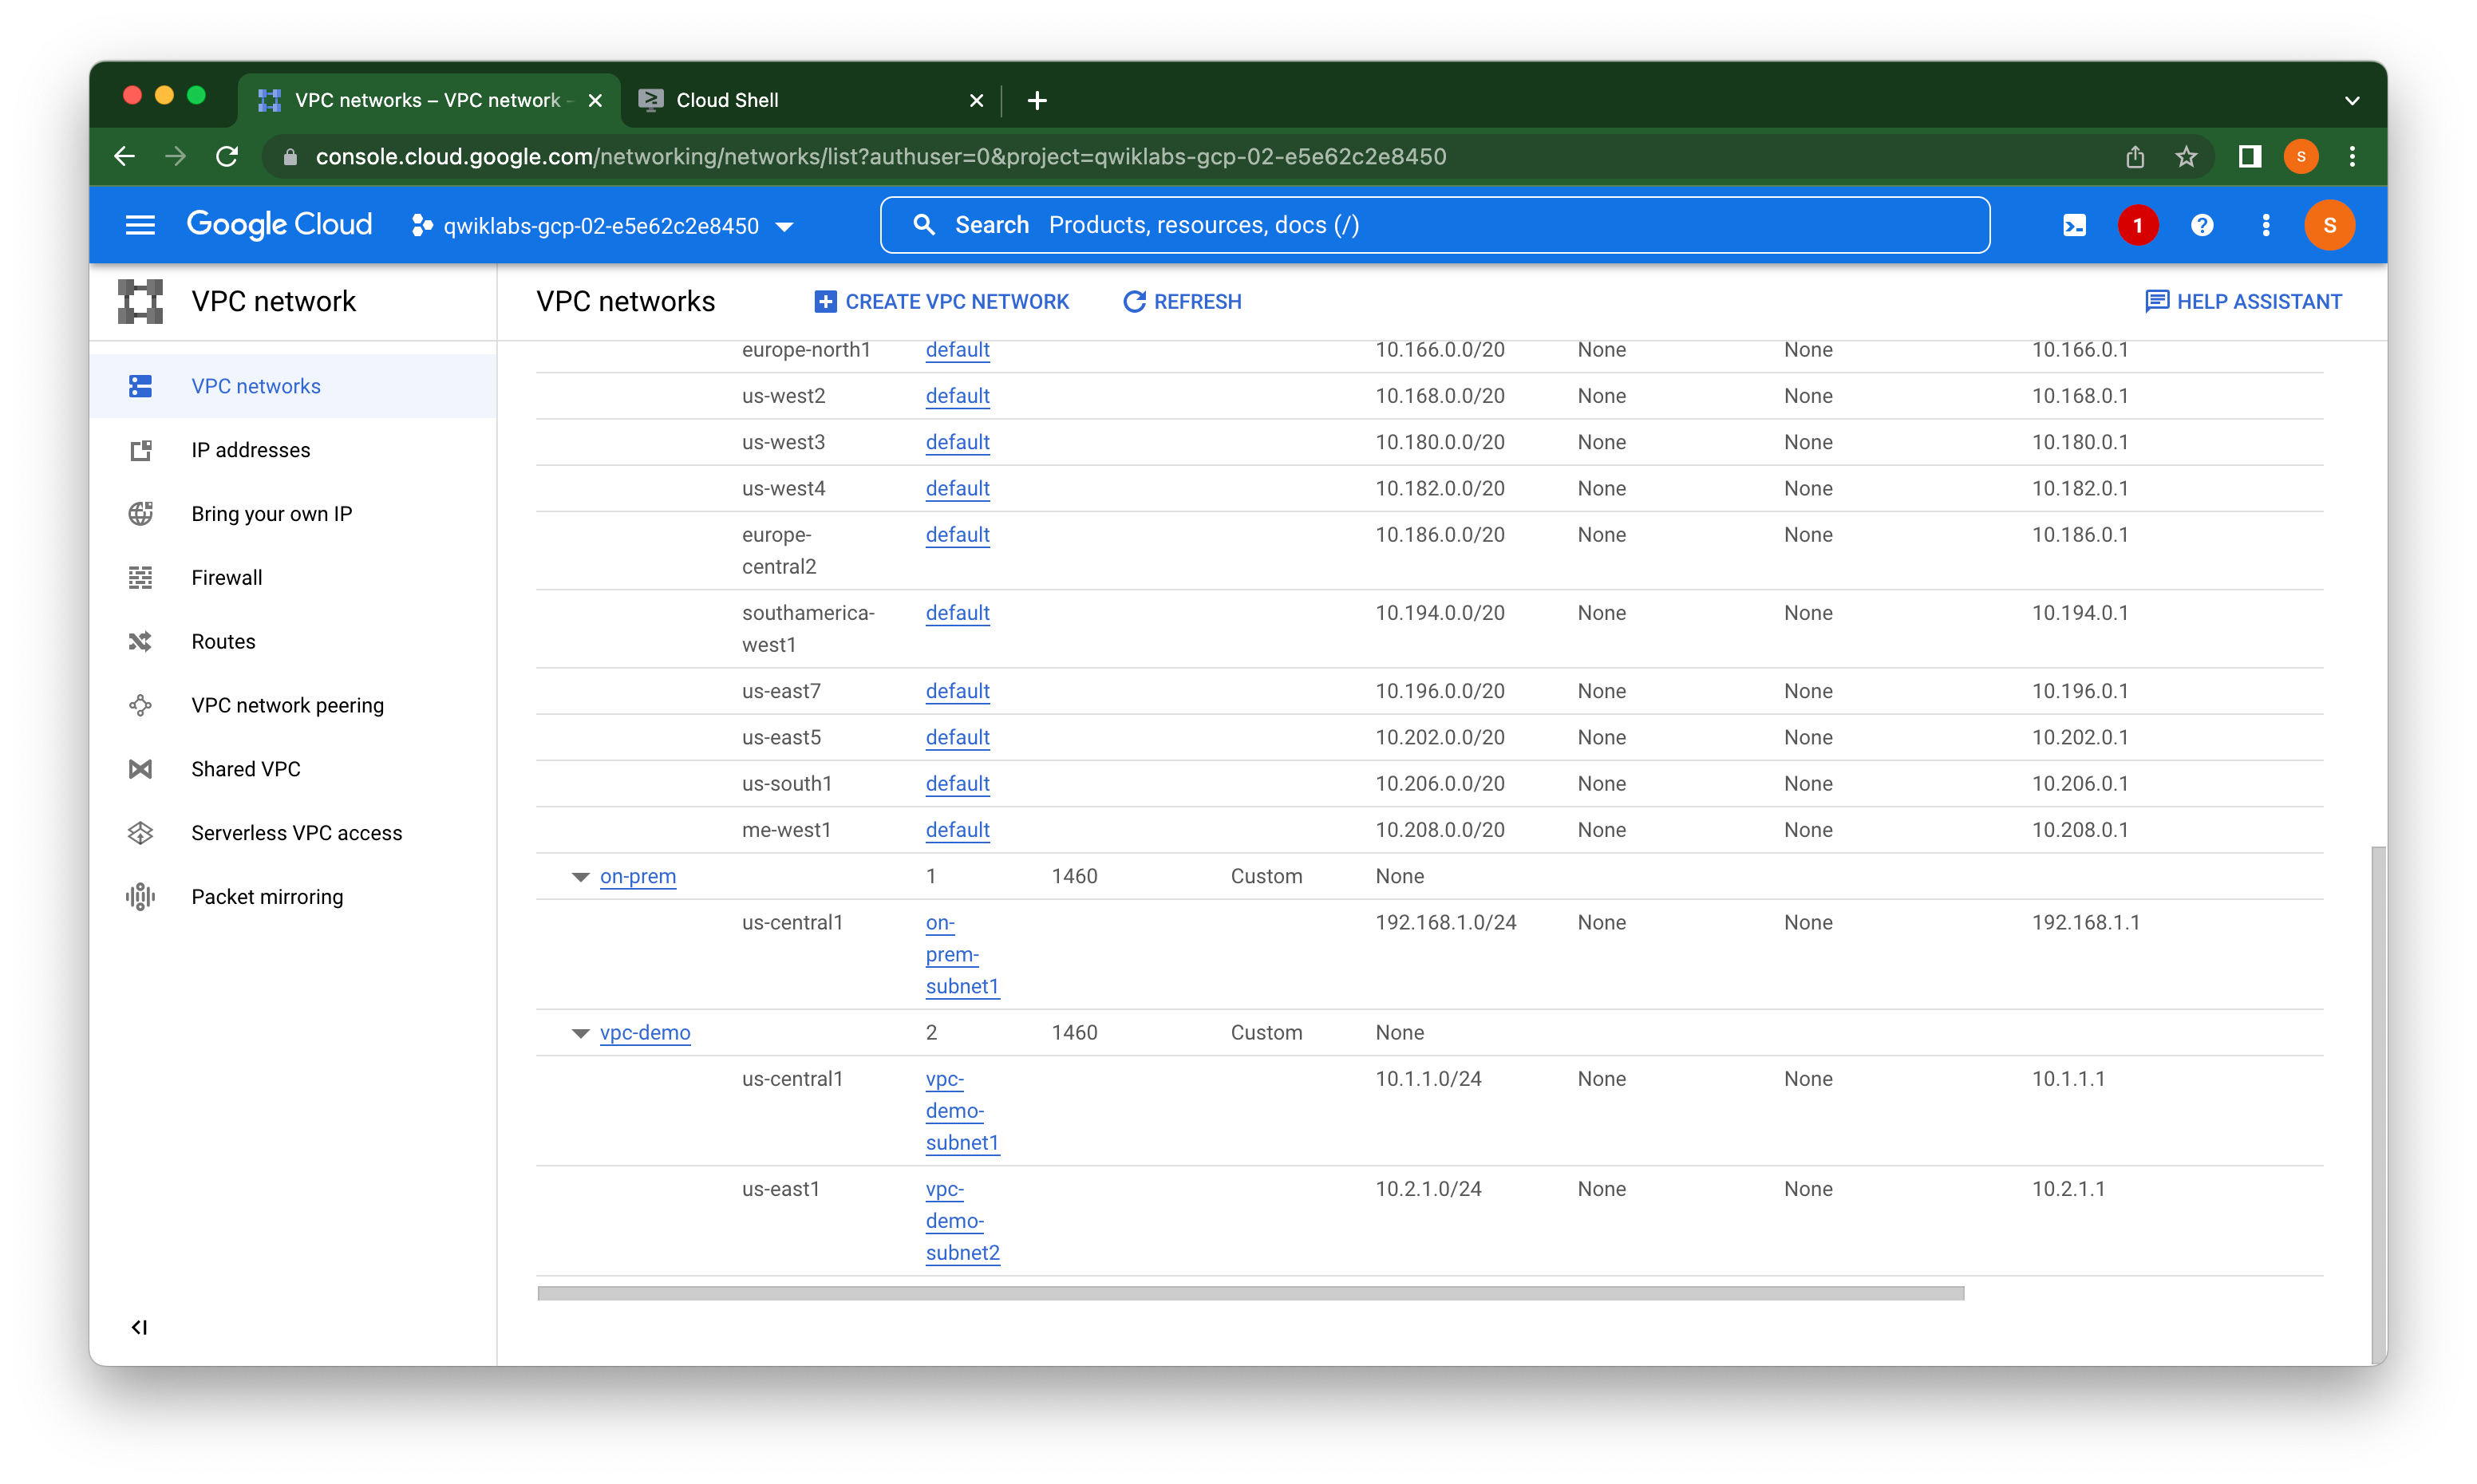 VPC networks – VPC network –
Cloud Shell
console.cloud.google.com/networking/networks/list?authuser=0&project=qwiklabs-gcp-02-e5e62c2e8450
S
Google Cloud
qwiklabs-gcp-02-e5e62c2e8450
Search Products, resources, docs (/)
1
S
VPC network
VPC networks
CREATE VPC NETWORK
REFRESH
HELP ASSISTANT
VPC networks
IP addresses
Bring your own IP
Firewall
Routes
VPC network peering
Shared VPC
Serverless VPC access
Packet mirroring
europe-north1 default 10.166.0.0/20 None None 10.166.0.1
us-west2 default 10.168.0.0/20 None None 10.168.0.1
us-west3 default 10.180.0.0/20 None None 10.180.0.1
us-west4 default 10.182.0.0/20 None None 10.182.0.1
europe- default 10.186.0.0/20 None None 10.186.0.1
central2
southamerica- default 10.194.0.0/20 None None 10.194.0.1
west1
us-east7 default 10.196.0.0/20 None None 10.196.0.1
us-east5 default 10.202.0.0/20 None None 10.202.0.1
us-south1 default 10.206.0.0/20 None None 10.206.0.1
me-west1 default 10.208.0.0/20 None None 10.208.0.1
on-prem 1 1460 Custom None
us-central1 on- 192.168.1.0/24 None None 192.168.1.1
prem-
subnet1
vpc-demo 2 1460 Custom None
us-central1 vpc- 10.1.1.0/24 None None 10.1.1.1
demo-
subnet1
us-east1 vpc- 10.2.1.0/24 None None 10.2.1.1
demo-
subnet2